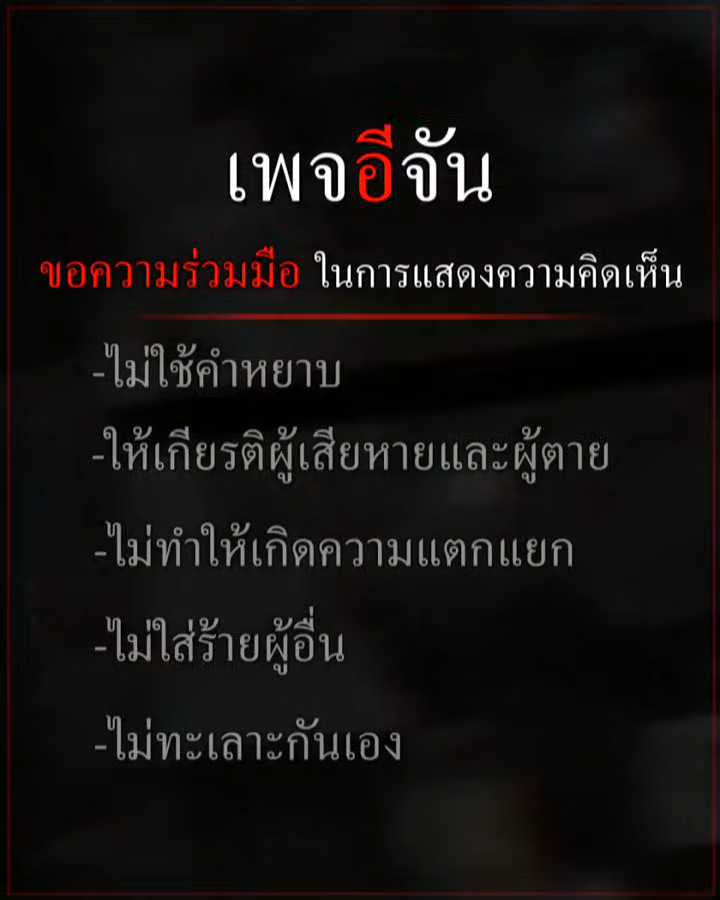 เพจอีจัน
ขอความร่วมมือ ในการแสดงความคิดเห็น
-ไม่ใช้คำหยาบ
-ให้เกียรติผู้เสียหายและผู้ตาย
-ไม่ทำให้เกิดความแตกแยก
-ไม่ใส่ร้ายผู้อื่น
-ไม่ทะเลาะกันเอง